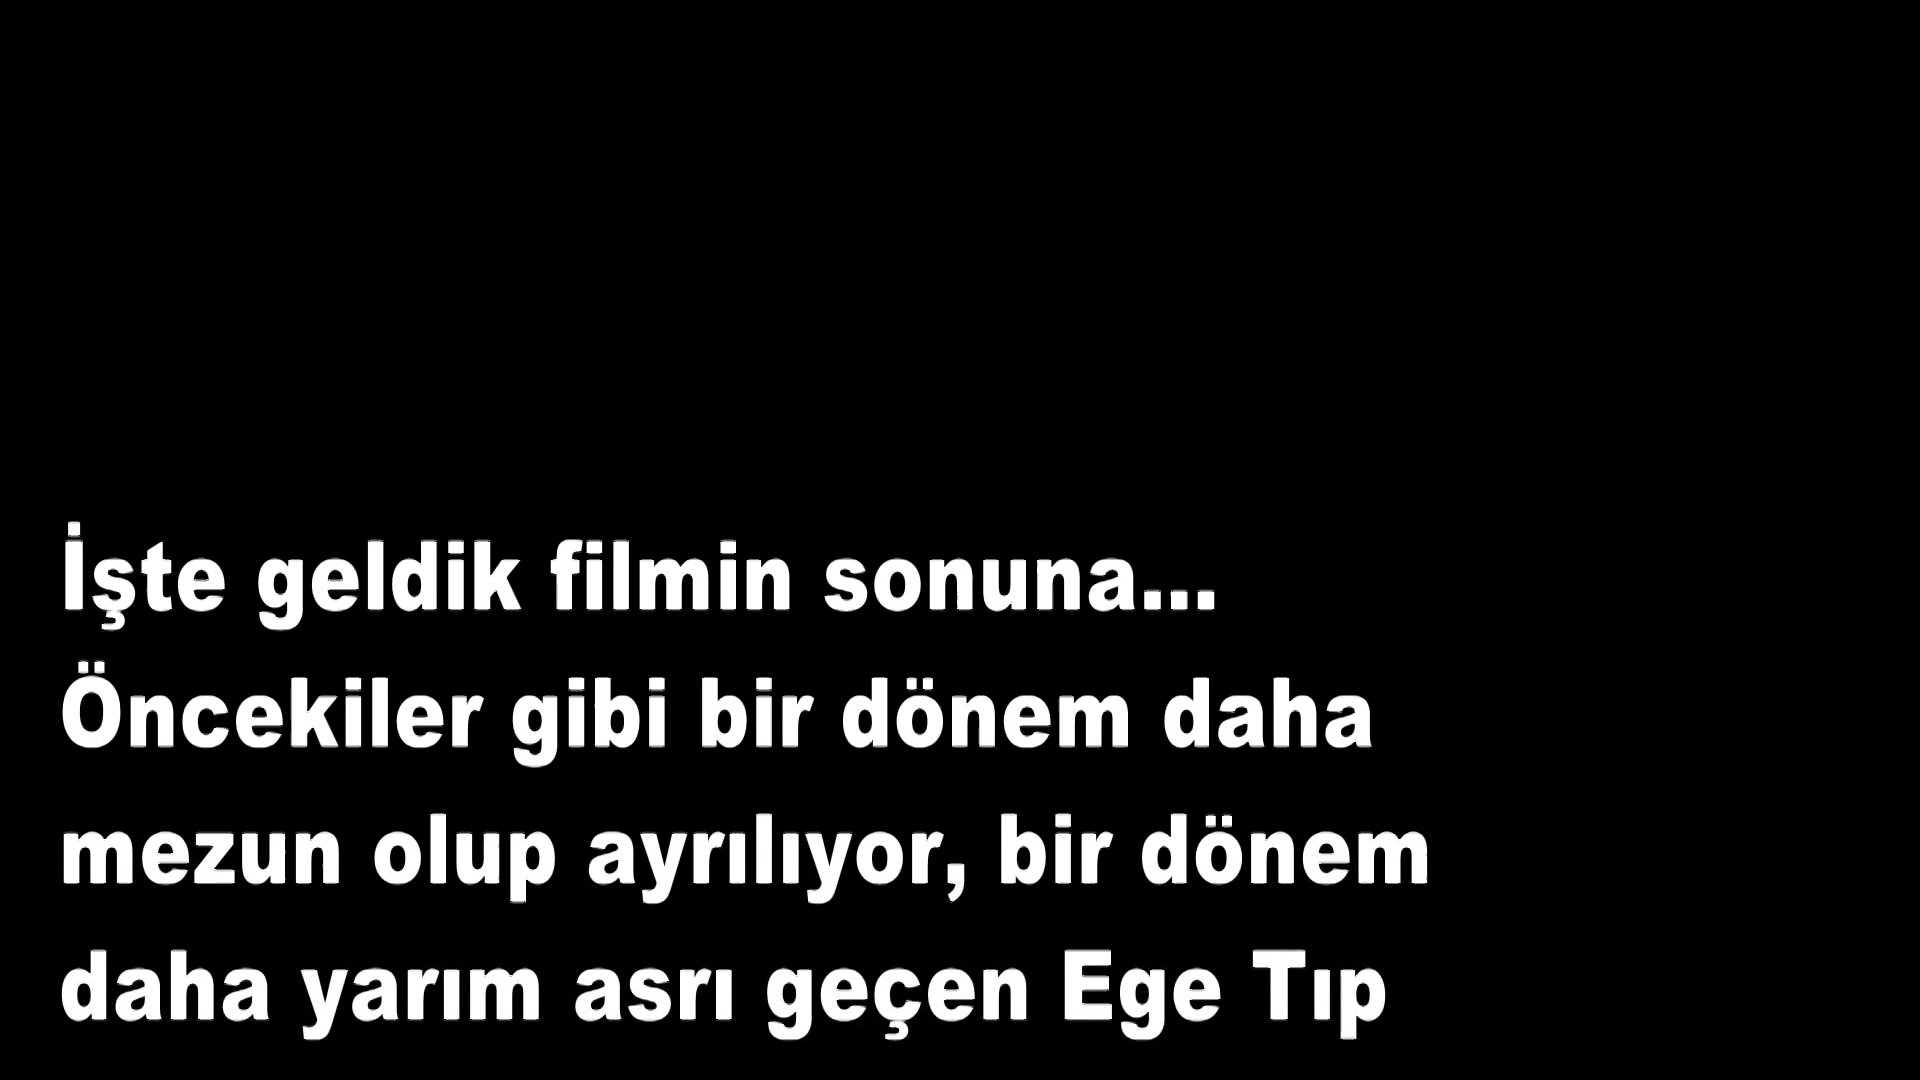 İşte geldik filmin sonuna...
Öncekiler gibi bir dönem daha
mezun olup ayrılıyor, bir dönem
daha yarım asrı geçen Ege Tıp